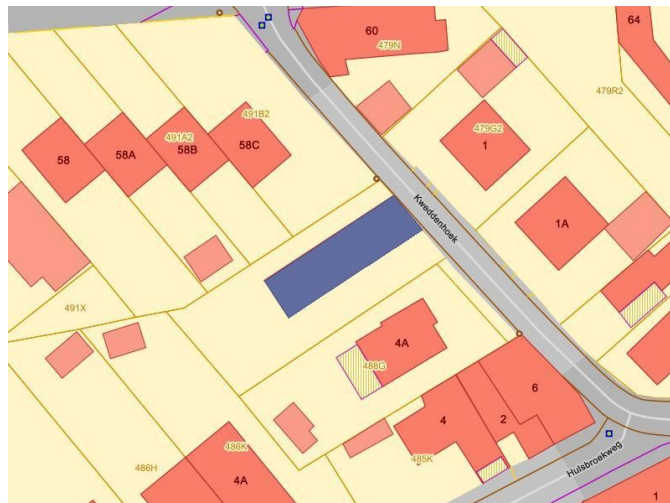 60
479N
64
479R2
491B2
58
58A
491A2
58B
58C
479G2
1
Kweddenhoek
1A
491X
4A
488G
6
4
2
486K
486H
4A
485K
Hulsbroekweg
1